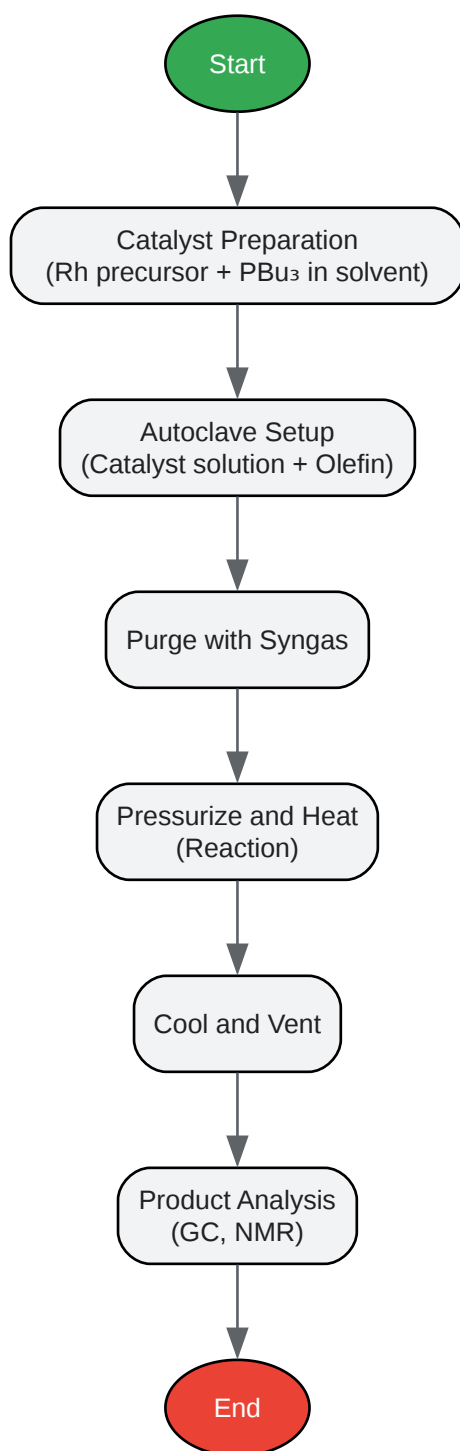 Start
Catalyst Preparation
(Rh precursor + PBu₃ in solvent)
Autoclave Setup
(Catalyst solution + Olefin)
Purge with Syngas
Pressurize and Heat
(Reaction)
Cool and Vent
Product Analysis
(GC, NMR)
End